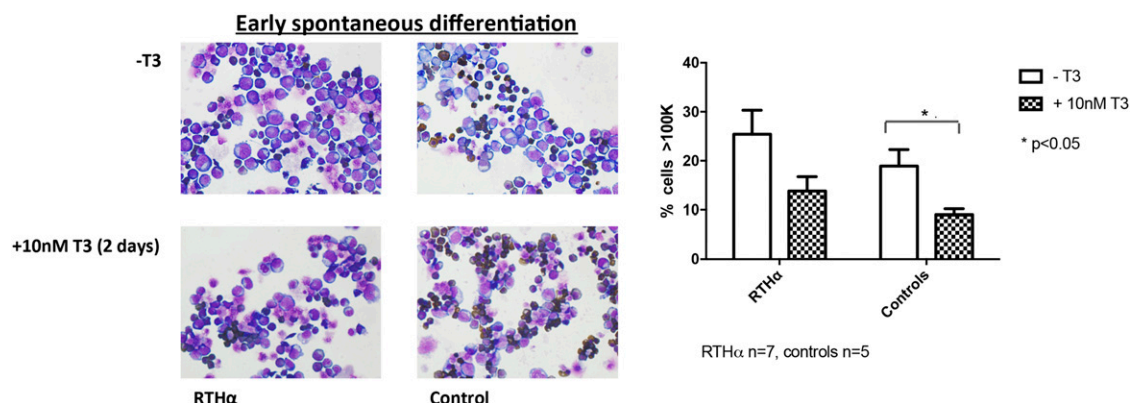 Early spontaneous differentiation
-T3
+10nM T3 (2 days)
RTHα
Control
% cells >100K
40
30
20
10
0
RTHα
Controls
*
- T3
+ 10nM T3
* p<0.05
RTHα n=7, controls n=5